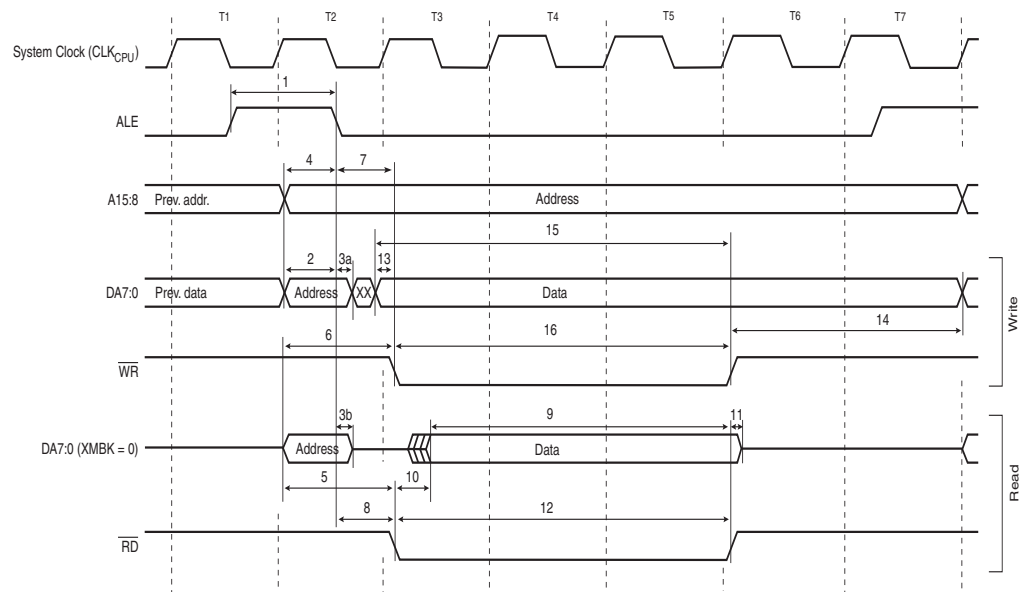 T1 T2 T3 T4 T5 T6 T7
System Clock (CLKCPU)
1
ALE
4 7
A15:8 Prev. addr. Address
15
2 3a 13
DA7:0 Prev. data Address XX Data
14
6 16
WR
Write
3b 9 11
DA7:0 (XMBK = 0) Address Data
5 10
8 12
RD
Read